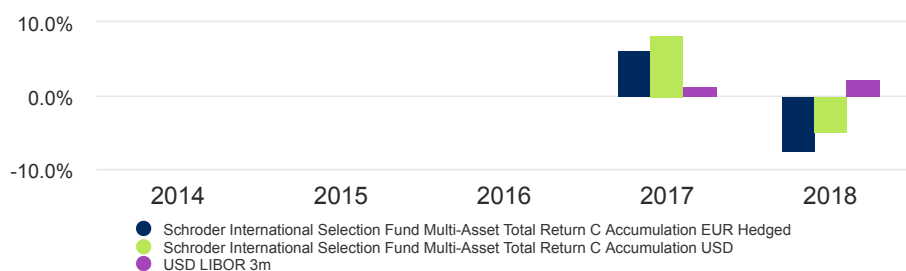 10.0%
0.0%
-10.0%
2014 2015 2016 2017 2018
Schroder International Selection Fund Multi-Asset Total Return C Accumulation EUR Hedged
Schroder International Selection Fund Multi-Asset Total Return C Accumulation USD
USD LIBOR 3m